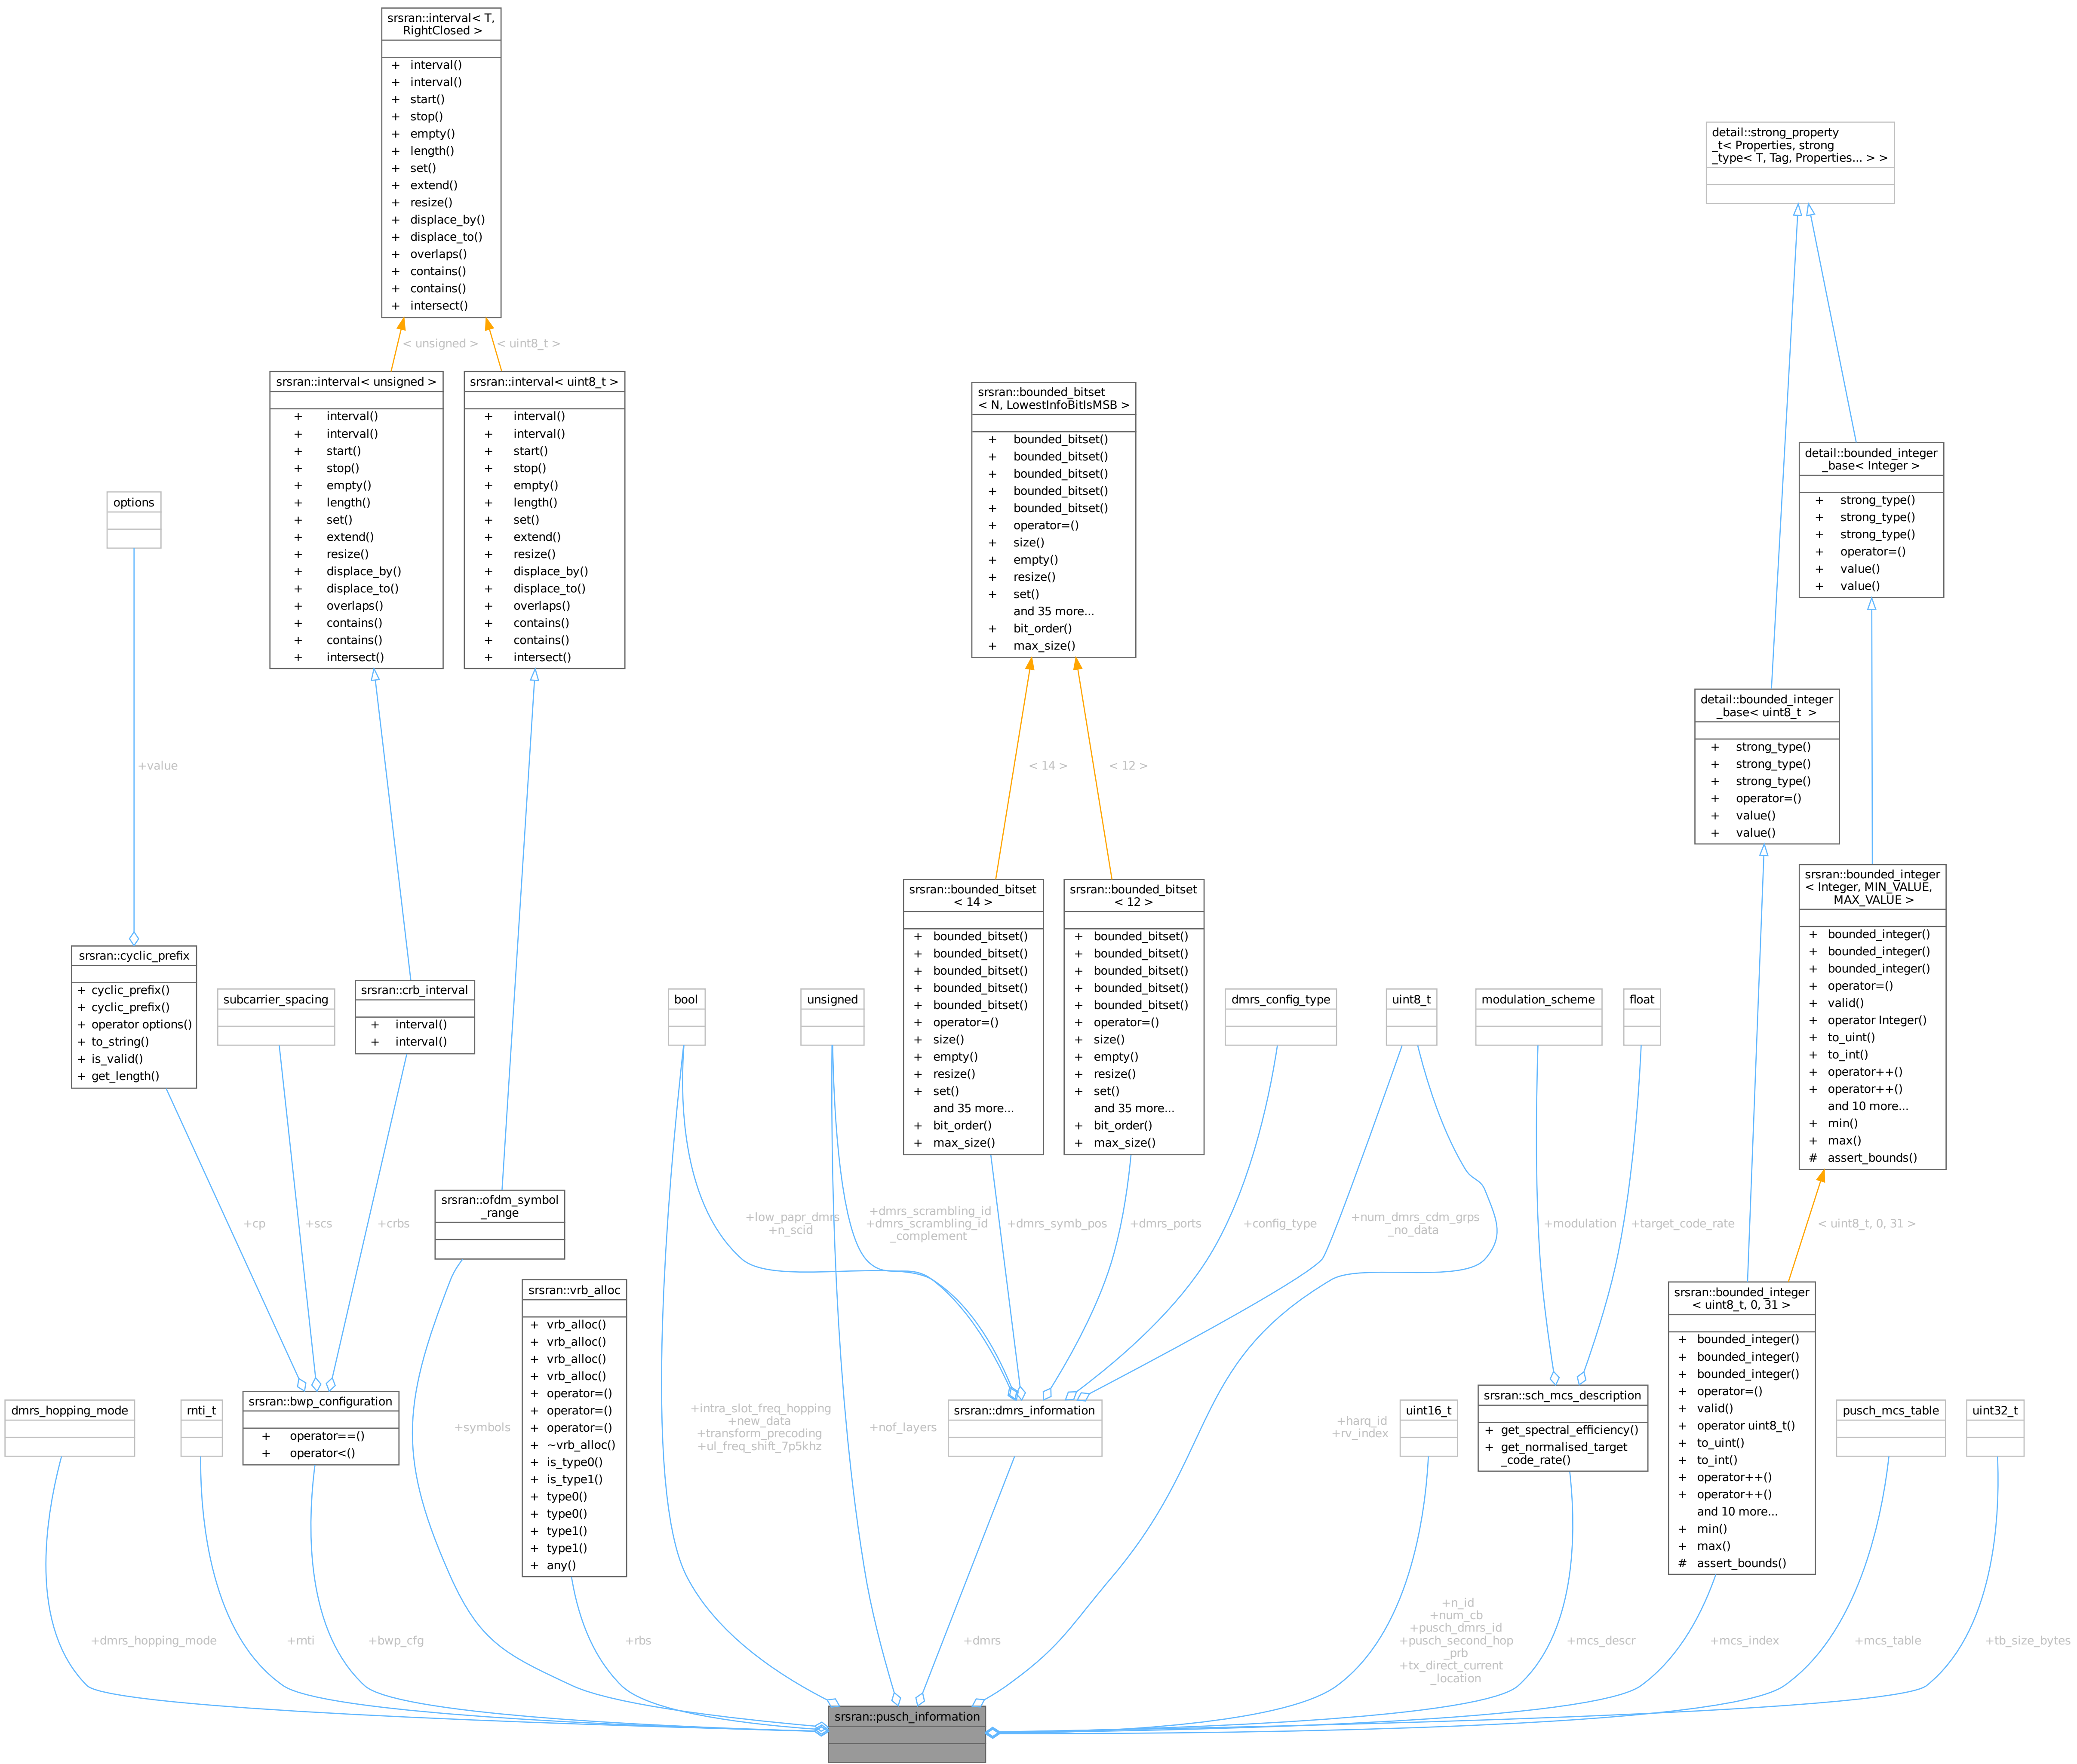 srsran::interval< T,
RightClosed >
+ interval()
+ interval()
+ start()
+ stop()
+ empty()
+ length()
+ set()
+ extend()
+ resize()
+ displace_by()
+ displace_to()
+ overlaps()
+ contains()
+ contains()
+ intersect()
detail::strong_property
_t< Properties, strong
_type< T, Tag, Properties... > >
< unsigned >
< uint8_t >
srsran::interval< unsigned >
+ interval()
+ interval()
+ start()
+ stop()
+ empty()
+ length()
+ set()
+ extend()
+ resize()
+ displace_by()
+ displace_to()
+ overlaps()
+ contains()
+ contains()
+ intersect()
srsran::interval< uint8_t >
+ interval()
+ interval()
+ start()
+ stop()
+ empty()
+ length()
+ set()
+ extend()
+ resize()
+ displace_by()
+ displace_to()
+ overlaps()
+ contains()
+ contains()
+ intersect()
srsran::bounded_bitset
< N, LowestInfoBitIsMSB >
+ bounded_bitset()
+ bounded_bitset()
+ bounded_bitset()
+ bounded_bitset()
+ bounded_bitset()
+ operator=()
+ size()
+ empty()
+ resize()
+ set()
and 35 more...
+ bit_order()
+ max_size()
detail::bounded_integer
_base< Integer >
+ strong_type()
+ strong_type()
+ strong_type()
+ operator=()
+ value()
+ value()
options
detail::bounded_integer
_base< uint8_t >
+ strong_type()
+ strong_type()
+ strong_type()
+ operator=()
+ value()
+ value()
+value
< 14 >
< 12 >
srsran::bounded_integer
< Integer, MIN_VALUE,
MAX_VALUE >
+ bounded_integer()
+ bounded_integer()
+ bounded_integer()
+ operator=()
+ valid()
+ operator Integer()
+ to_uint()
+ to_int()
+ operator++()
+ operator++()
and 10 more...
+ min()
+ max()
# assert_bounds()
srsran::bounded_bitset
< 14 >
+ bounded_bitset()
+ bounded_bitset()
+ bounded_bitset()
+ bounded_bitset()
+ bounded_bitset()
+ operator=()
+ size()
+ empty()
+ resize()
+ set()
and 35 more...
+ bit_order()
+ max_size()
srsran::bounded_bitset
< 12 >
+ bounded_bitset()
+ bounded_bitset()
+ bounded_bitset()
+ bounded_bitset()
+ bounded_bitset()
+ operator=()
+ size()
+ empty()
+ resize()
+ set()
and 35 more...
+ bit_order()
+ max_size()
srsran::cyclic_prefix
+ cyclic_prefix()
+ cyclic_prefix()
+ operator options()
+ to_string()
+ is_valid()
+ get_length()
subcarrier_spacing
srsran::crb_interval
+ interval()
+ interval()
bool
unsigned
dmrs_config_type
uint8_t
modulation_scheme
float
srsran::ofdm_symbol
_range
+cp
+scs
+crbs
+low_papr_dmrs
+n_scid
+dmrs_scrambling_id
+dmrs_scrambling_id
_complement
+dmrs_symb_pos
+dmrs_ports
+config_type
+num_dmrs_cdm_grps
_no_data
+modulation
+target_code_rate
< uint8_t, 0, 31 >
srsran::vrb_alloc
+ vrb_alloc()
+ vrb_alloc()
+ vrb_alloc()
+ vrb_alloc()
+ operator=()
+ operator=()
+ operator=()
+ ~vrb_alloc()
+ is_type0()
+ is_type1()
+ type0()
+ type0()
+ type1()
+ type1()
+ any()
srsran::bounded_integer
< uint8_t, 0, 31 >
+ bounded_integer()
+ bounded_integer()
+ bounded_integer()
+ operator=()
+ valid()
+ operator uint8_t()
+ to_uint()
+ to_int()
+ operator++()
+ operator++()
and 10 more...
+ min()
+ max()
# assert_bounds()
dmrs_hopping_mode
rnti_t
srsran::bwp_configuration
+ operator==()
+ operator<()
+symbols
+intra_slot_freq_hopping
+new_data
+transform_precoding
+ul_freq_shift_7p5khz
+nof_layers
srsran::dmrs_information
+harq_id
+rv_index
uint16_t
srsran::sch_mcs_description
+ get_spectral_efficiency()
+ get_normalised_target
_code_rate()
pusch_mcs_table
uint32_t
+dmrs_hopping_mode
+rnti
+bwp_cfg
+rbs
+dmrs
+n_id
+num_cb
+pusch_dmrs_id
+pusch_second_hop
_prb
+tx_direct_current
_location
+mcs_descr
+mcs_index
+mcs_table
+tb_size_bytes
srsran::pusch_information